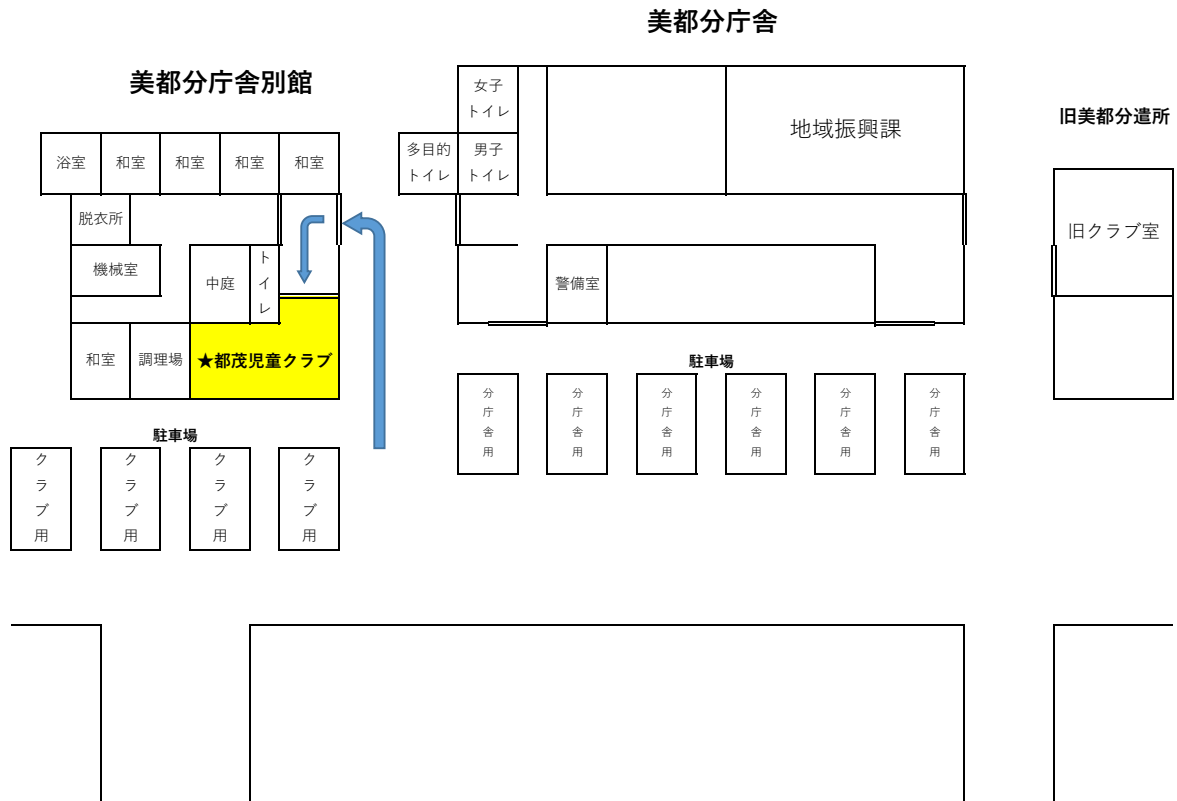 美都分庁舎
美都分庁舎別館
旧美都分遣所
女子
トイレ
地域振興課
多目的
トイレ
男子
トイレ
浴室
和室
和室
和室
和室
脱衣所
機械室
中庭
トイレ
旧クラブ室
警備室
和室
調理場
★都茂児童クラブ
駐車場
分庁舎用
分庁舎用
分庁舎用
分庁舎用
分庁舎用
分庁舎用
駐車場
クラブ用
クラブ用
クラブ用
クラブ用